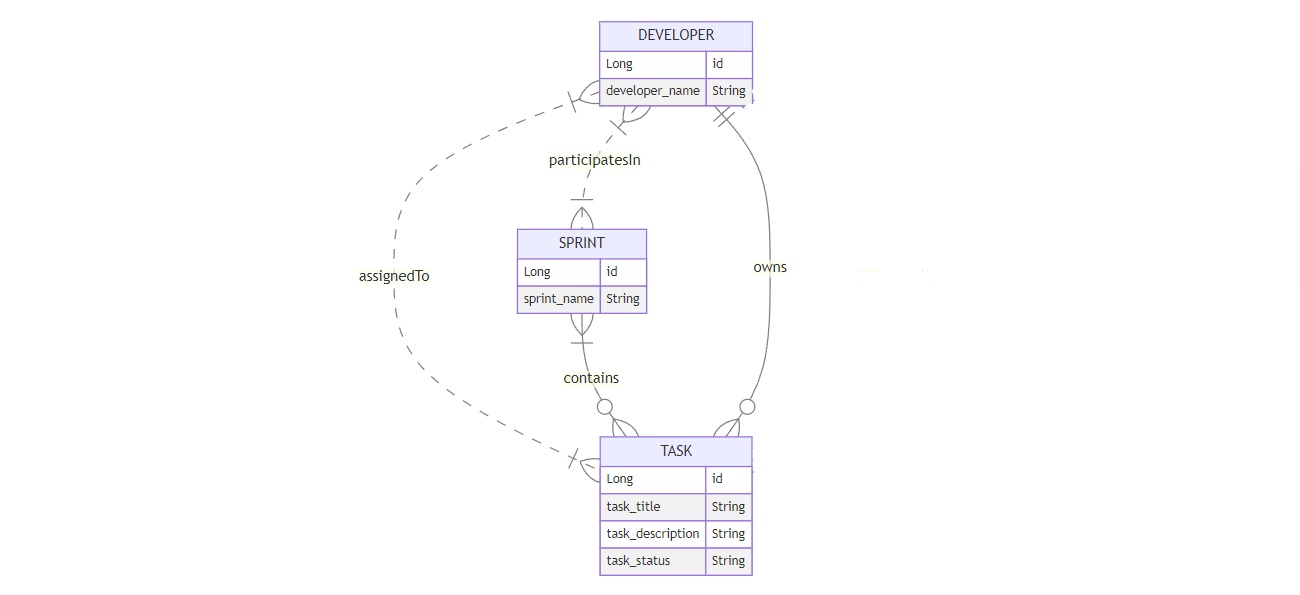 DEVELOPER
Long id
developer_name String
participatesIn
SPRINT
Long id
sprint_name String
assignedTo
owns
contains
TASK
Long id
task_title String
task_description String
task_status String